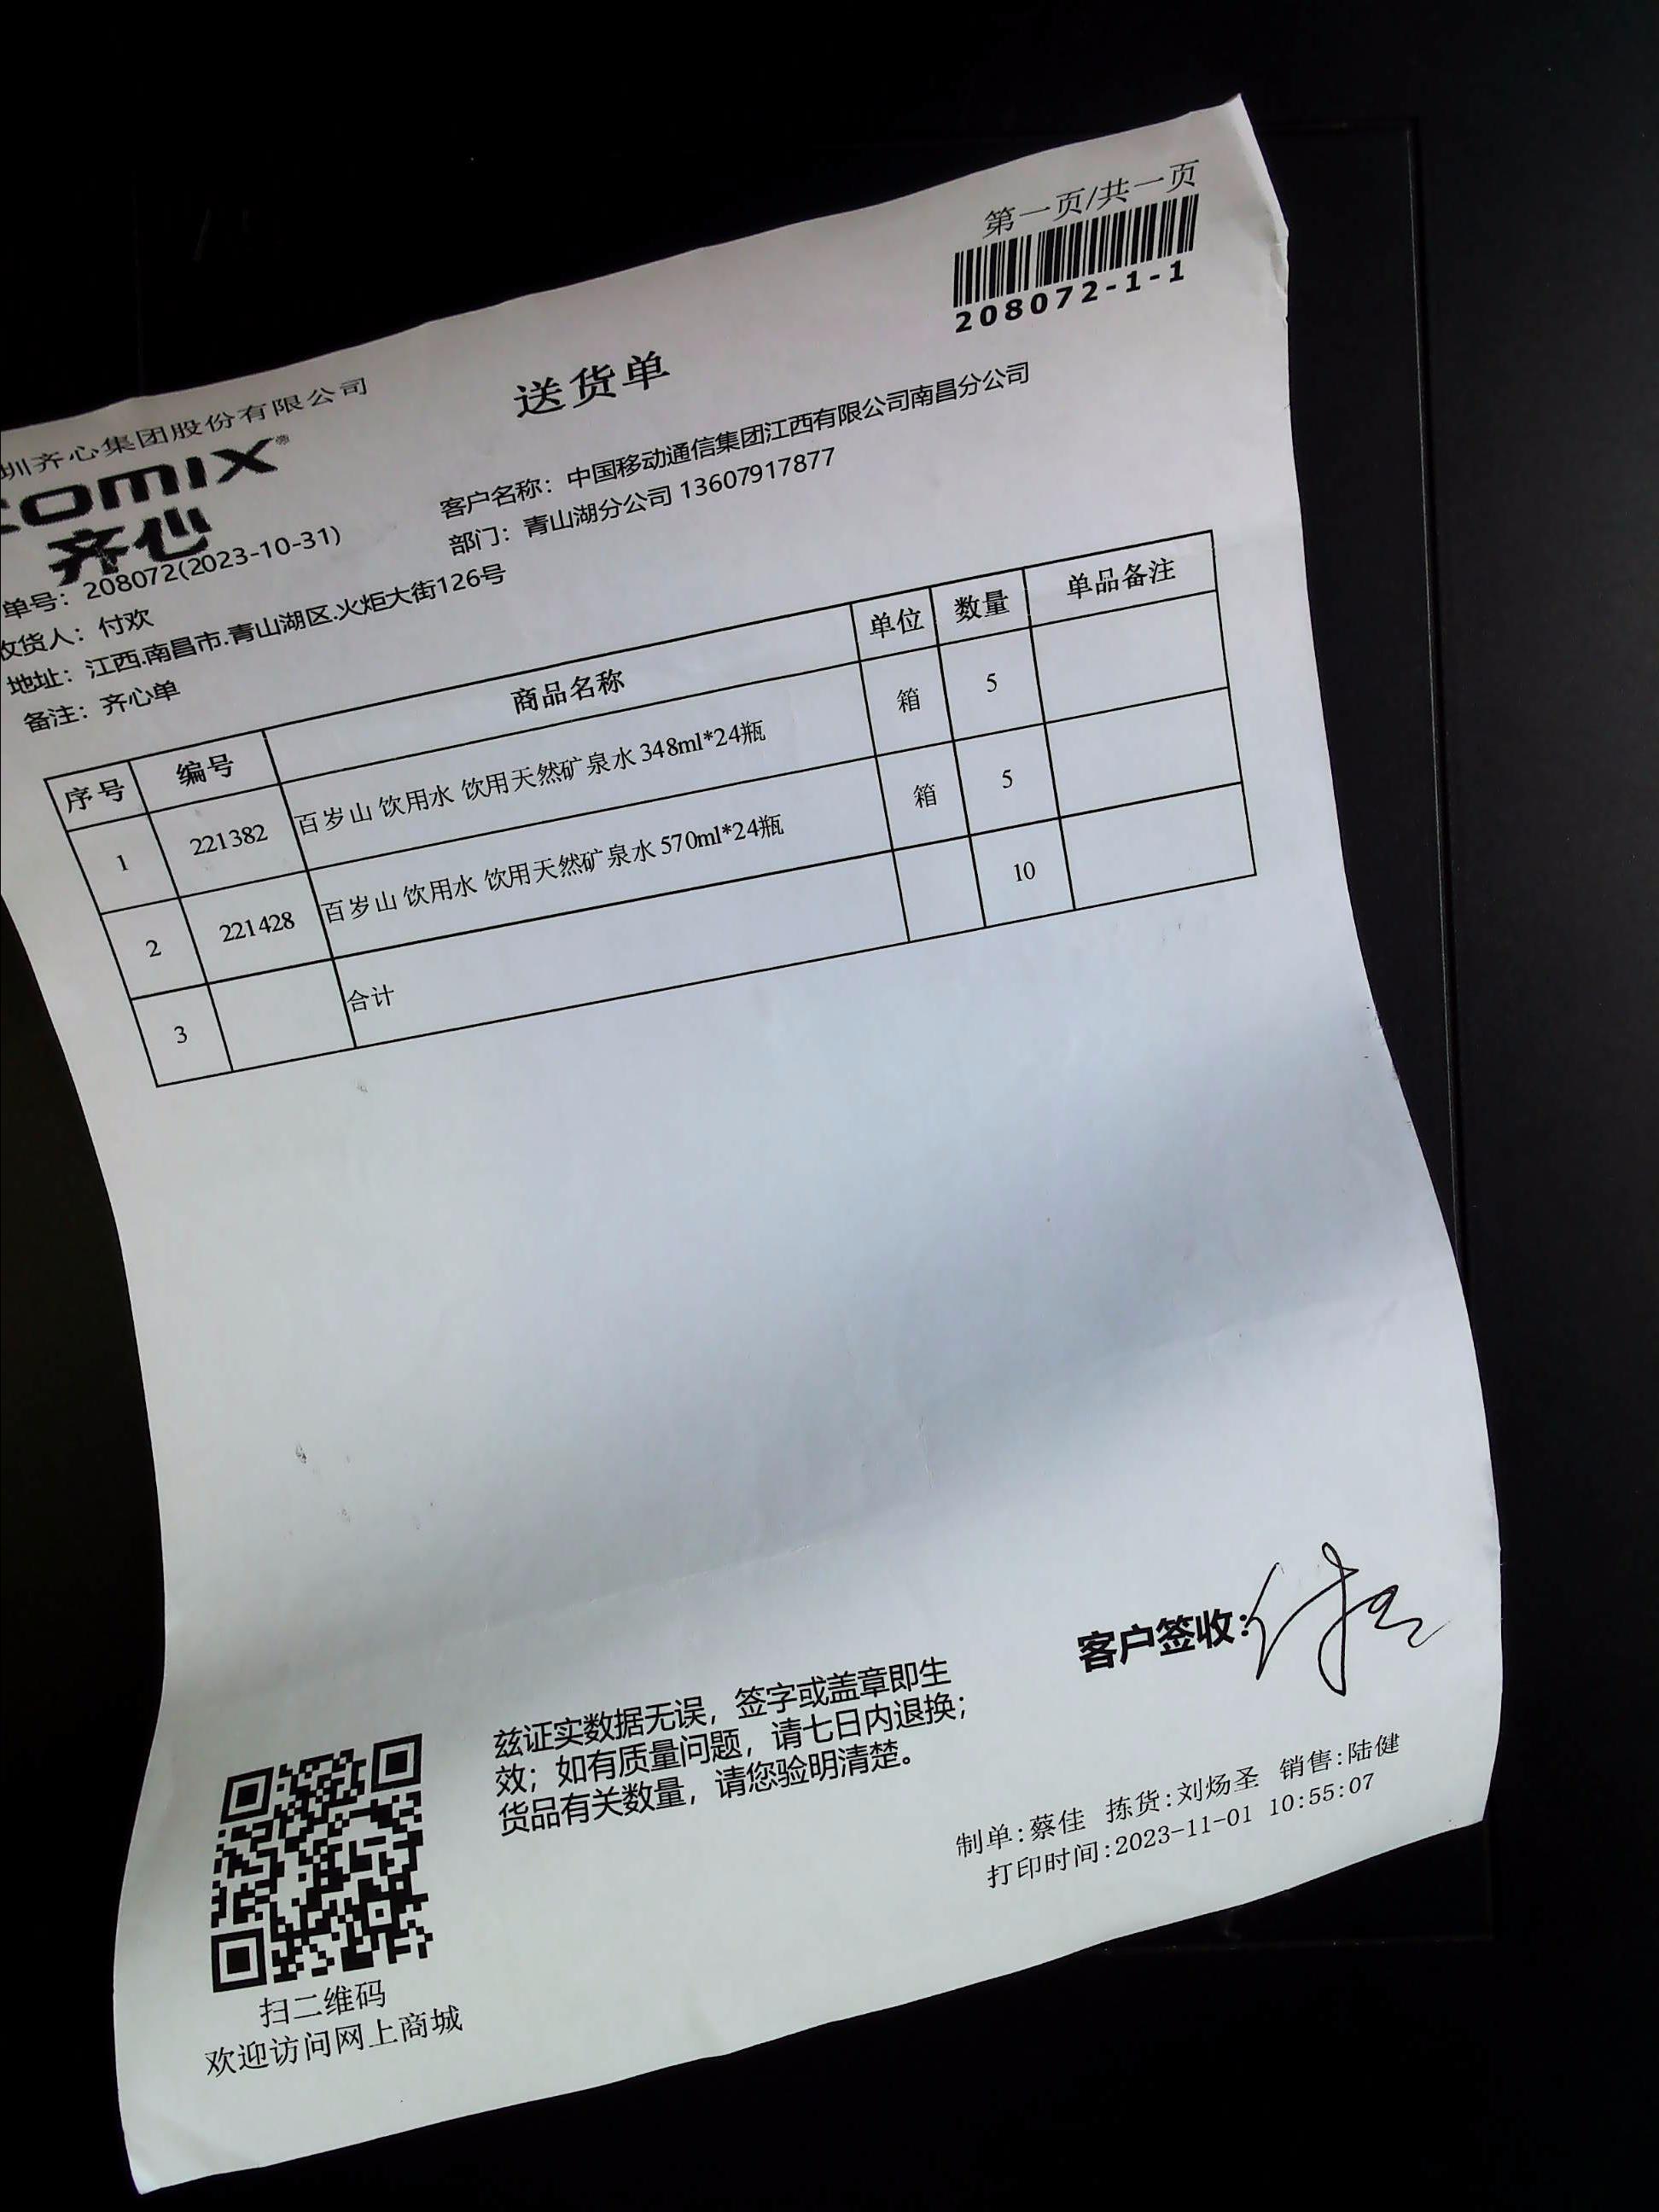 第一页/共一页
208072-1-1
送货单
圳齐心集团股份有限公司
comix®
齐心
客户名称：中国移动通信集团江西有限公司南昌分公司
部门：青山湖分公司 13607917877
单号：208072(2023-10-31)
收货人：付欢
地址：江西.南昌市.青山湖区.火炬大街126号
备注：齐心单
序号 编号 商品名称 单位 数量 单品备注
1 221382 百岁山 饮用水 饮用天然矿泉水 348ml*24瓶 箱 5
2 221428 百岁山 饮用水 饮用天然矿泉水 570ml*24瓶 箱 5
3 合计 10
客户签收：
兹证实数据无误，签字或盖章即生
效；如有质量问题，请七日内退换；
货品有关数量，请您验明清楚。
制单:蔡佳 拣货:刘炀圣 销售:陆健
打印时间:2023-11-01 10:55:07
扫二维码
欢迎访问网上商城